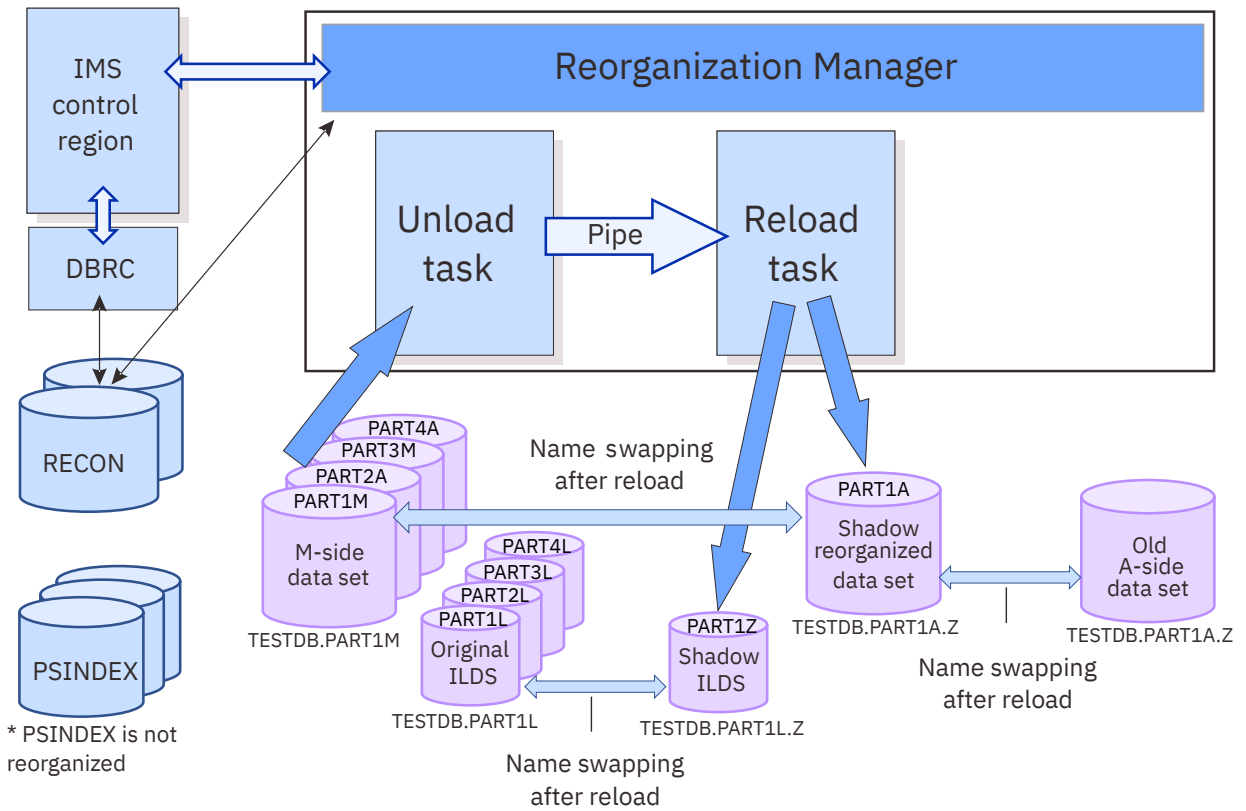 IMS
control
region
Reorganization Manager
DBRC
Unload
task
Pipe
Reload
task
RECON
PART4A
PART3M
PART2A
PART1M
M-side
data set
TESTDB.PART1M
Name swapping
after reload
PART1A
Shadow
reorganized
data set
TESTDB.PART1A.Z
Old
A-side
data set
TESTDB.PART1A.Z
Name swapping
after reload
PART4L
PART3L
PART2L
PART1L
Original
ILDS
TESTDB.PART1L
PART1Z
Shadow
ILDS
TESTDB.PART1L.Z
Name swapping
after reload
PSINDEX
* PSINDEX is not
reorganized